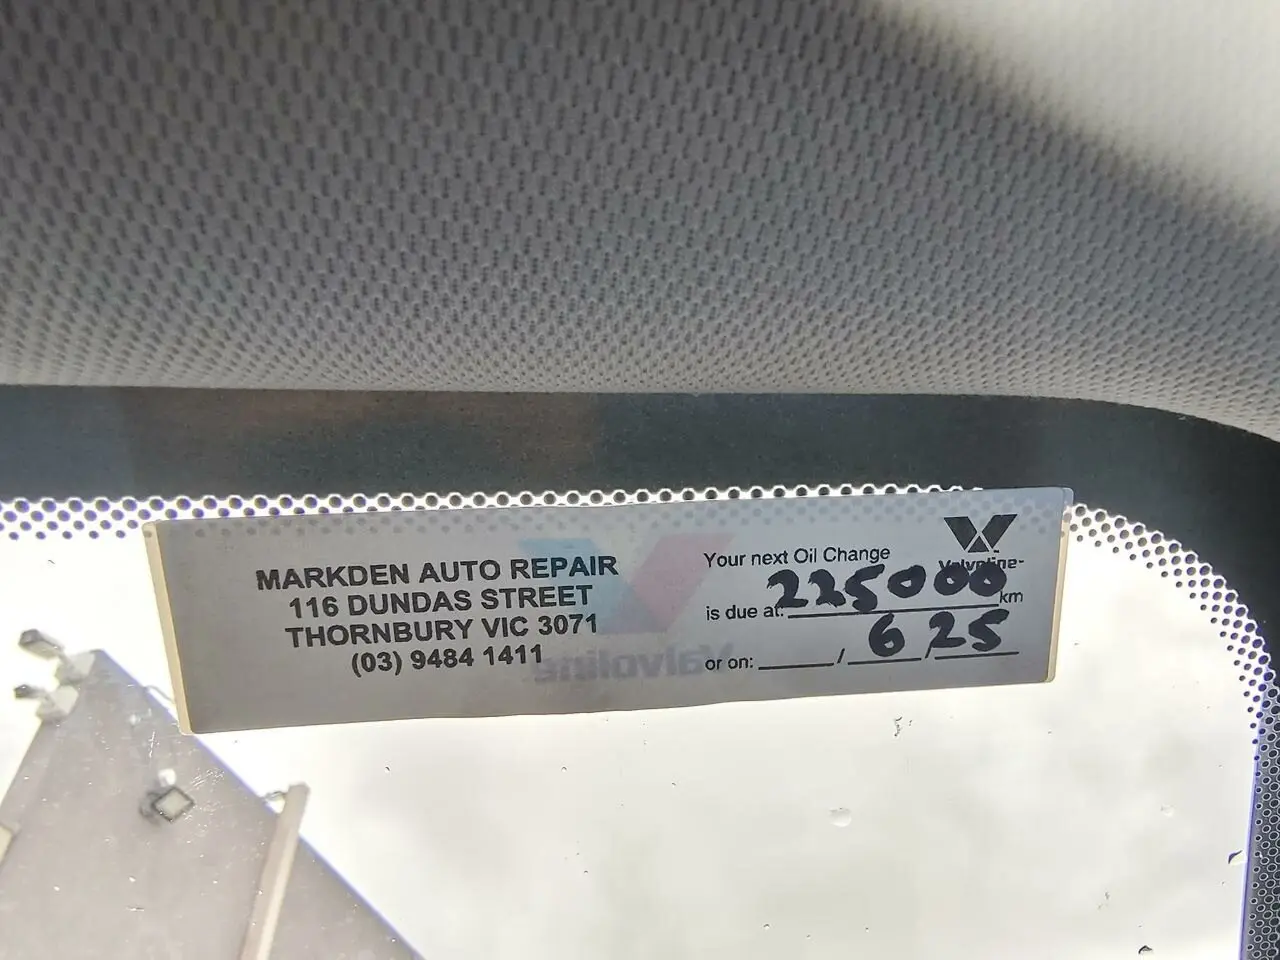 MARKDEN AUTO REPAIR
116 DUNDAS STREET
THORNBURY VIC 3071
(03) 9484 1411
Valvoline
Your next Oil Change
Valvoline
is due at: 225000 km
or on: / 6 / 25